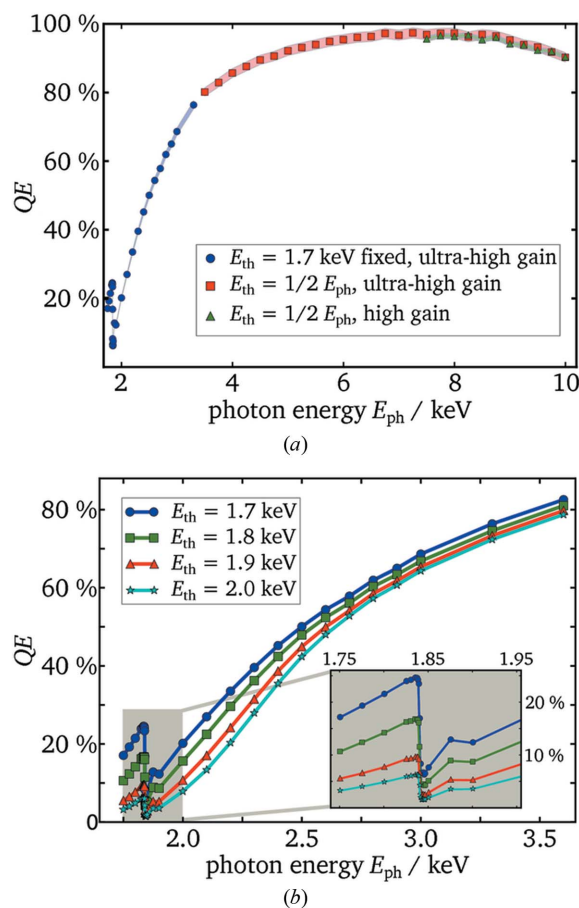 100 %
80 %
60 %
40 %
20 %
QE
E_th = 1.7 keV fixed, ultra-high gain
E_th = 1/2 E_ph, ultra-high gain
E_th = 1/2 E_ph, high gain
2 4 6 8 10
photon energy E_ph / keV
(a)
80 %
60 %
40 %
20 %
0
QE
E_th = 1.7 keV
E_th = 1.8 keV
E_th = 1.9 keV
E_th = 2.0 keV
1.75 1.85 1.95
20 %
10 %
2.0 2.5 3.0 3.5
photon energy E_ph / keV
(b)